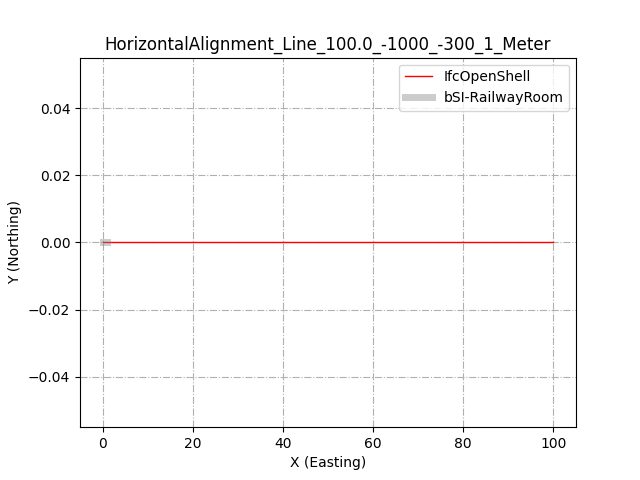 HorizontalAlignment_Line_100.0_-1000_-300_1_Meter
IfcOpenShell
bSI-RailwayRoom
0.04
0.02
0.00
−0.02
−0.04
Y (Northing)
0 20 40 60 80 100
X (Easting)